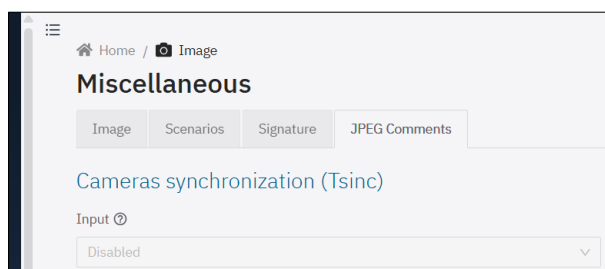 Home / Image
Miscellaneous
Image Scenarios Signature JPEG Comments
Cameras synchronization (Tsinc)
Input
Disabled